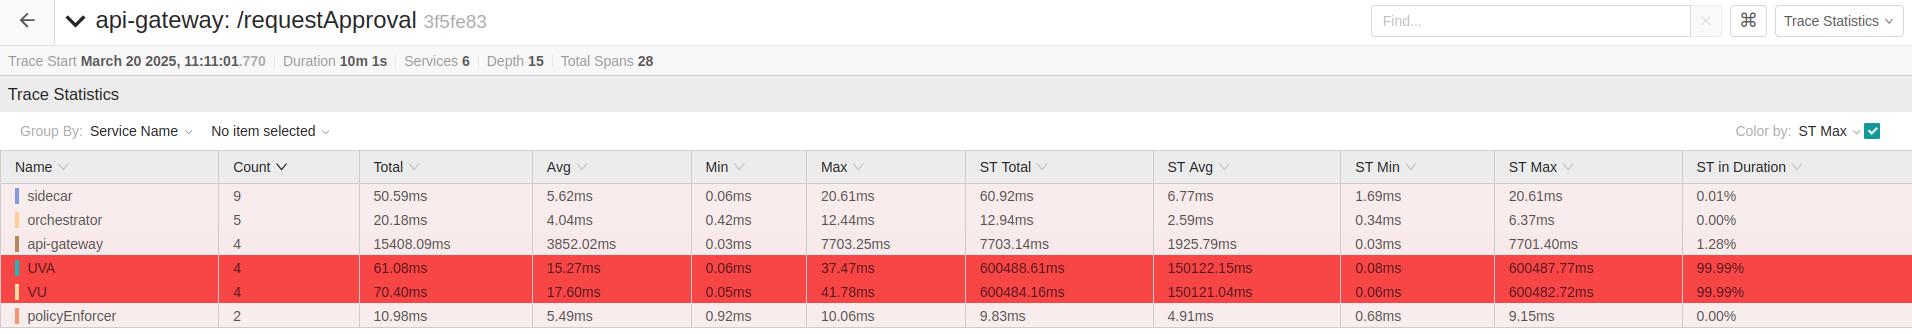 api-gateway: /requestApproval 3f5fe83 Find... Trace Statistics
Trace Start March 20 2025, 11:11:01.770 Duration 10m 1s Services 6 Depth 15 Total Spans 28
Trace Statistics
Group By: Service Name No item selected Color by: ST Max
Name Count Total Avg Min Max ST Total ST Avg ST Min ST Max ST in Duration
sidecar 9 50.59ms 5.62ms 0.06ms 20.61ms 60.92ms 6.77ms 1.69ms 20.61ms 0.01%
orchestrator 5 20.18ms 4.04ms 0.42ms 12.44ms 12.94ms 2.59ms 0.34ms 6.37ms 0.00%
api-gateway 4 15408.09ms 3852.02ms 0.03ms 7703.25ms 7703.14ms 1925.79ms 0.03ms 7701.40ms 1.28%
UVA 4 61.08ms 15.27ms 0.06ms 37.47ms 600488.61ms 150122.15ms 0.08ms 600487.77ms 99.99%
VU 4 70.40ms 17.60ms 0.05ms 41.78ms 600484.16ms 150121.04ms 0.06ms 600482.72ms 99.99%
policyEnforcer 2 10.98ms 5.49ms 0.92ms 10.06ms 9.83ms 4.91ms 0.68ms 9.15ms 0.00%